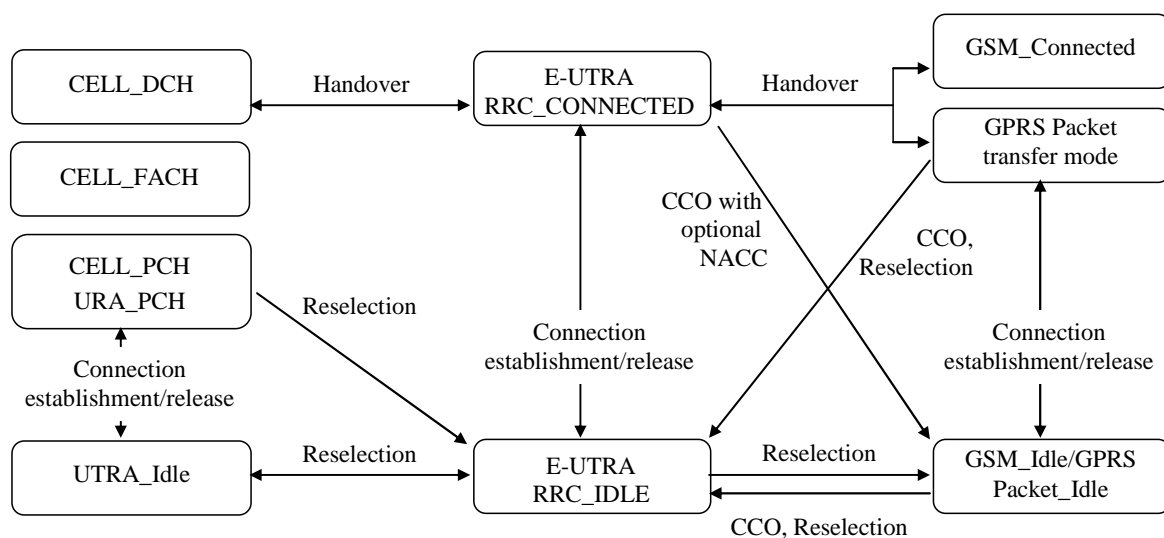 GSM_Connected
CELL_DCH
Handover
E-UTRA
RRC_CONNECTED
Handover
GPRS Packet
transfer mode
CELL_FACH
CCO with
optional
NACC
CCO,
Reselection
CELL_PCH
URA_PCH
Reselection
Connection
establishment/release
Connection
establishment/release
Connection
establishment/release
UTRA_Idle
Reselection
E-UTRA
RRC_IDLE
Reselection
GSM_Idle/GPRS
Packet_Idle
CCO, Reselection